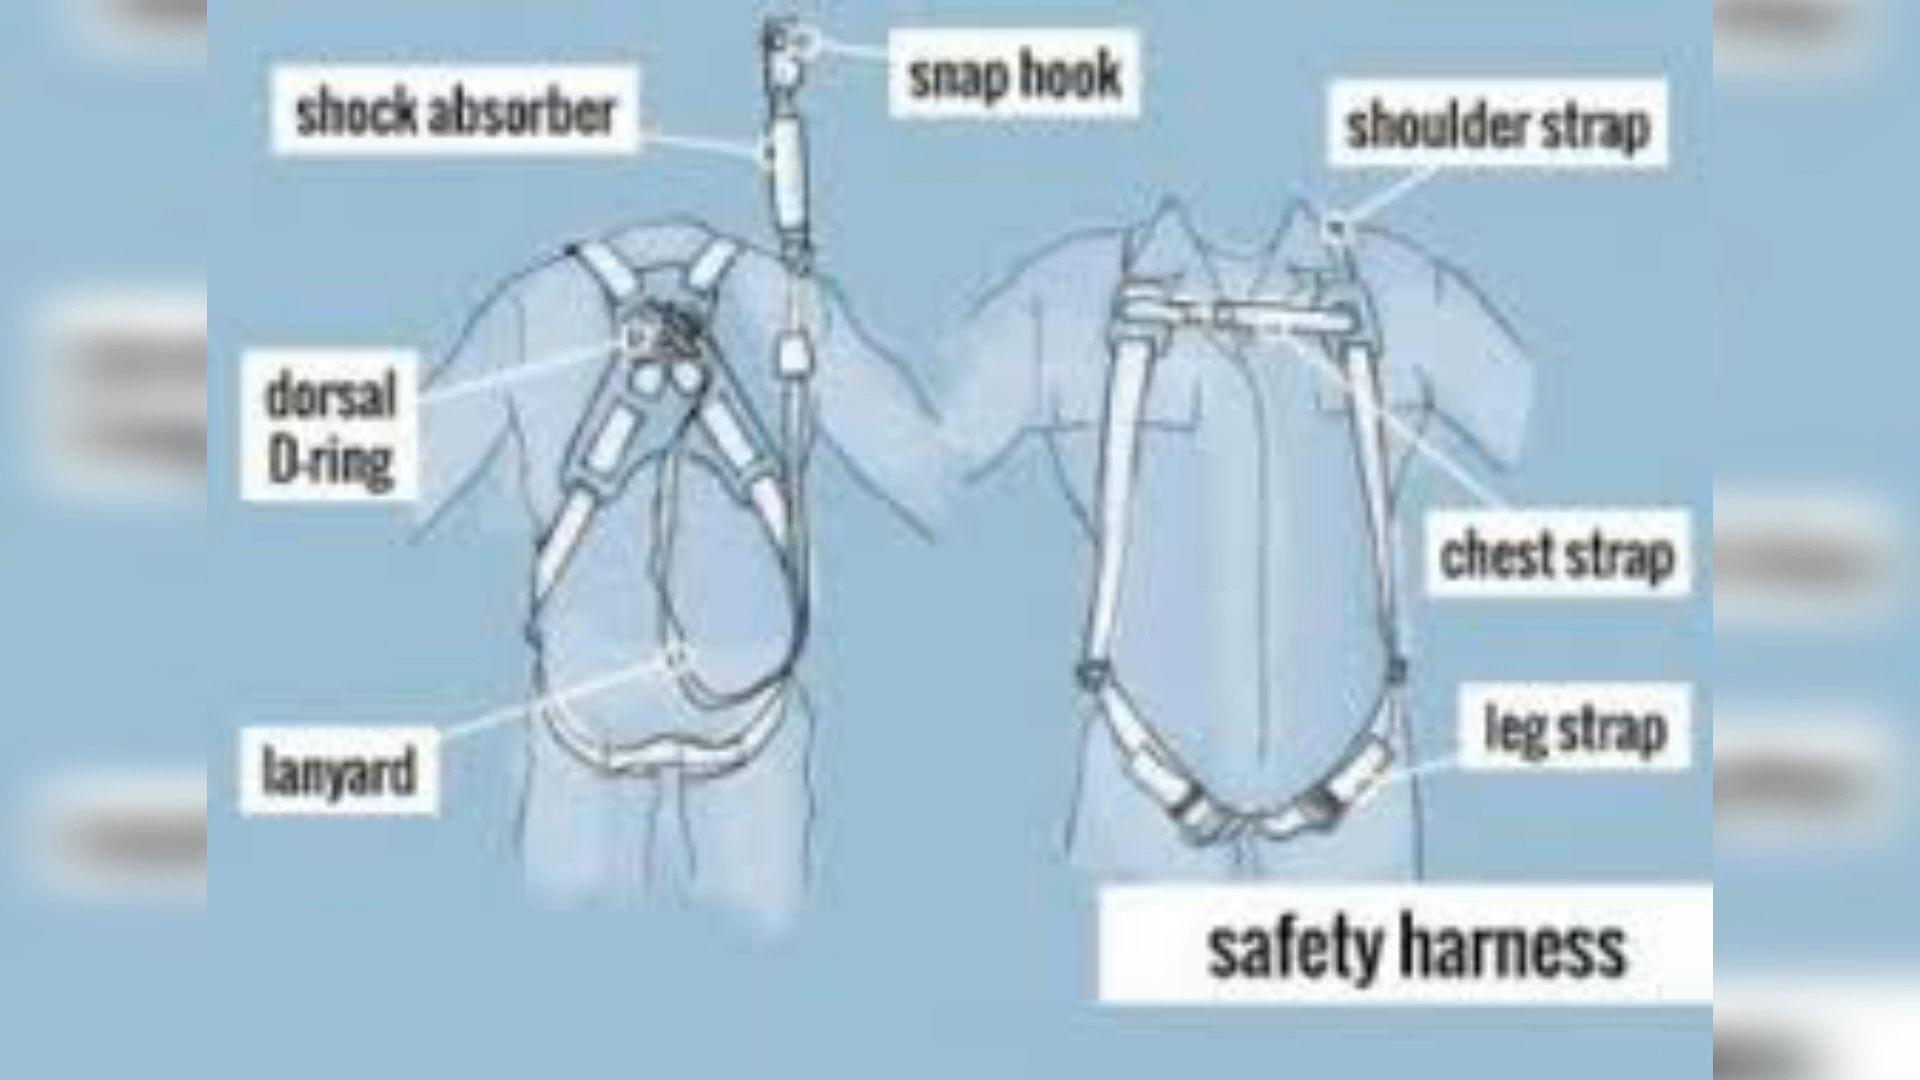 snap hook
shock absorber
shoulder strap
dorsal
D-ring
chest strap
lanyard
leg strap
safety harness